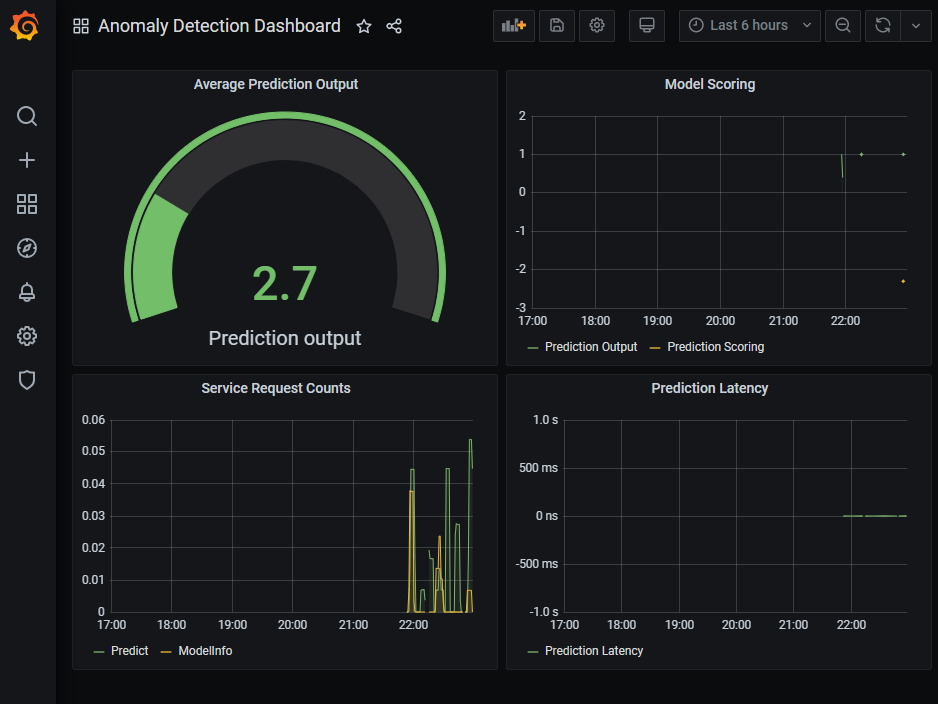 Anomaly Detection Dashboard
Last 6 hours
Average Prediction Output
2.7
Prediction output
Model Scoring
2
1
0
-1
-2
-3
17:00 18:00 19:00 20:00 21:00 22:00
Prediction Output Prediction Scoring
Service Request Counts
0.06
0.05
0.04
0.03
0.02
0.01
0
17:00 18:00 19:00 20:00 21:00 22:00
Predict ModelInfo
Prediction Latency
1.0 s
500 ms
0 ns
-500 ms
-1.0 s
17:00 18:00 19:00 20:00 21:00 22:00
Prediction Latency